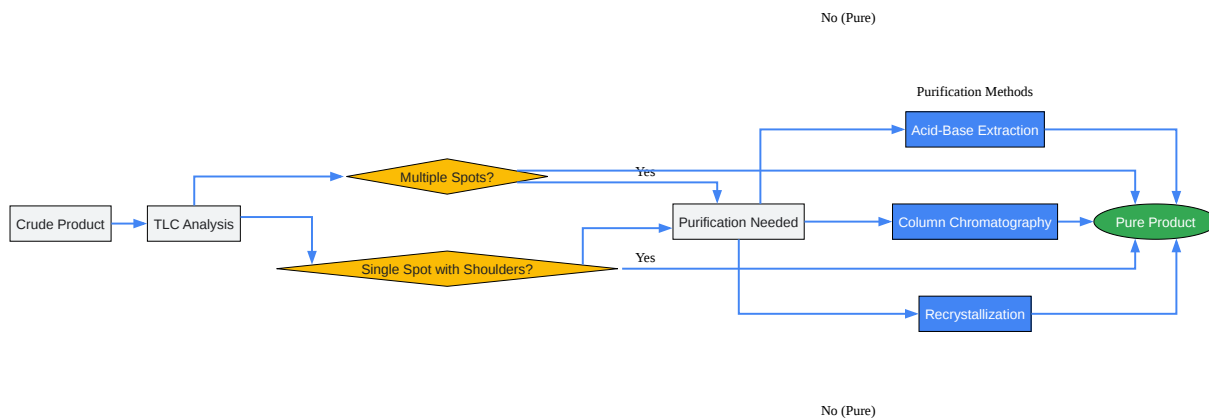 No (Pure)
Purification Methods
Acid-Base Extraction
Multiple Spots?
Yes
Crude Product
TLC Analysis
Purification Needed
Column Chromatography
Pure Product
Single Spot with Shoulders?
Yes
Recrystallization
No (Pure)